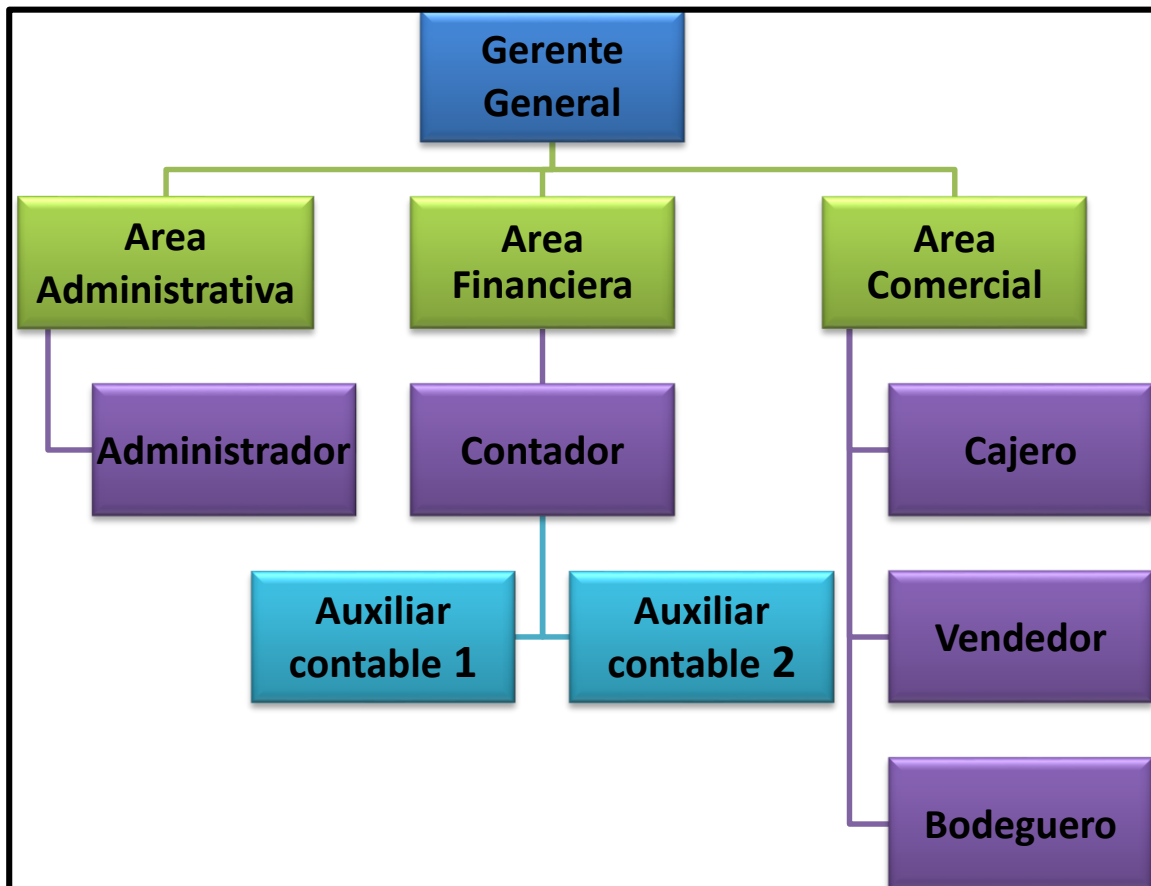 Gerente
General
Area
Administrativa
Area
Financiera
Area
Comercial
Administrador
Contador
Cajero
Auxiliar
contable 1
Auxiliar
contable 2
Vendedor
Bodeguero